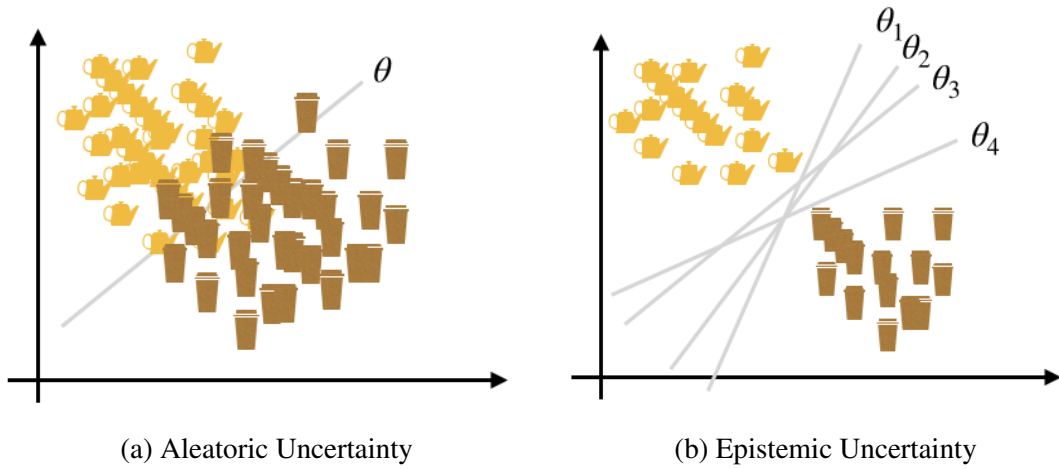 θ
θ₁
θ₂
θ₃
θ₄
(a) Aleatoric Uncertainty
(b) Epistemic Uncertainty